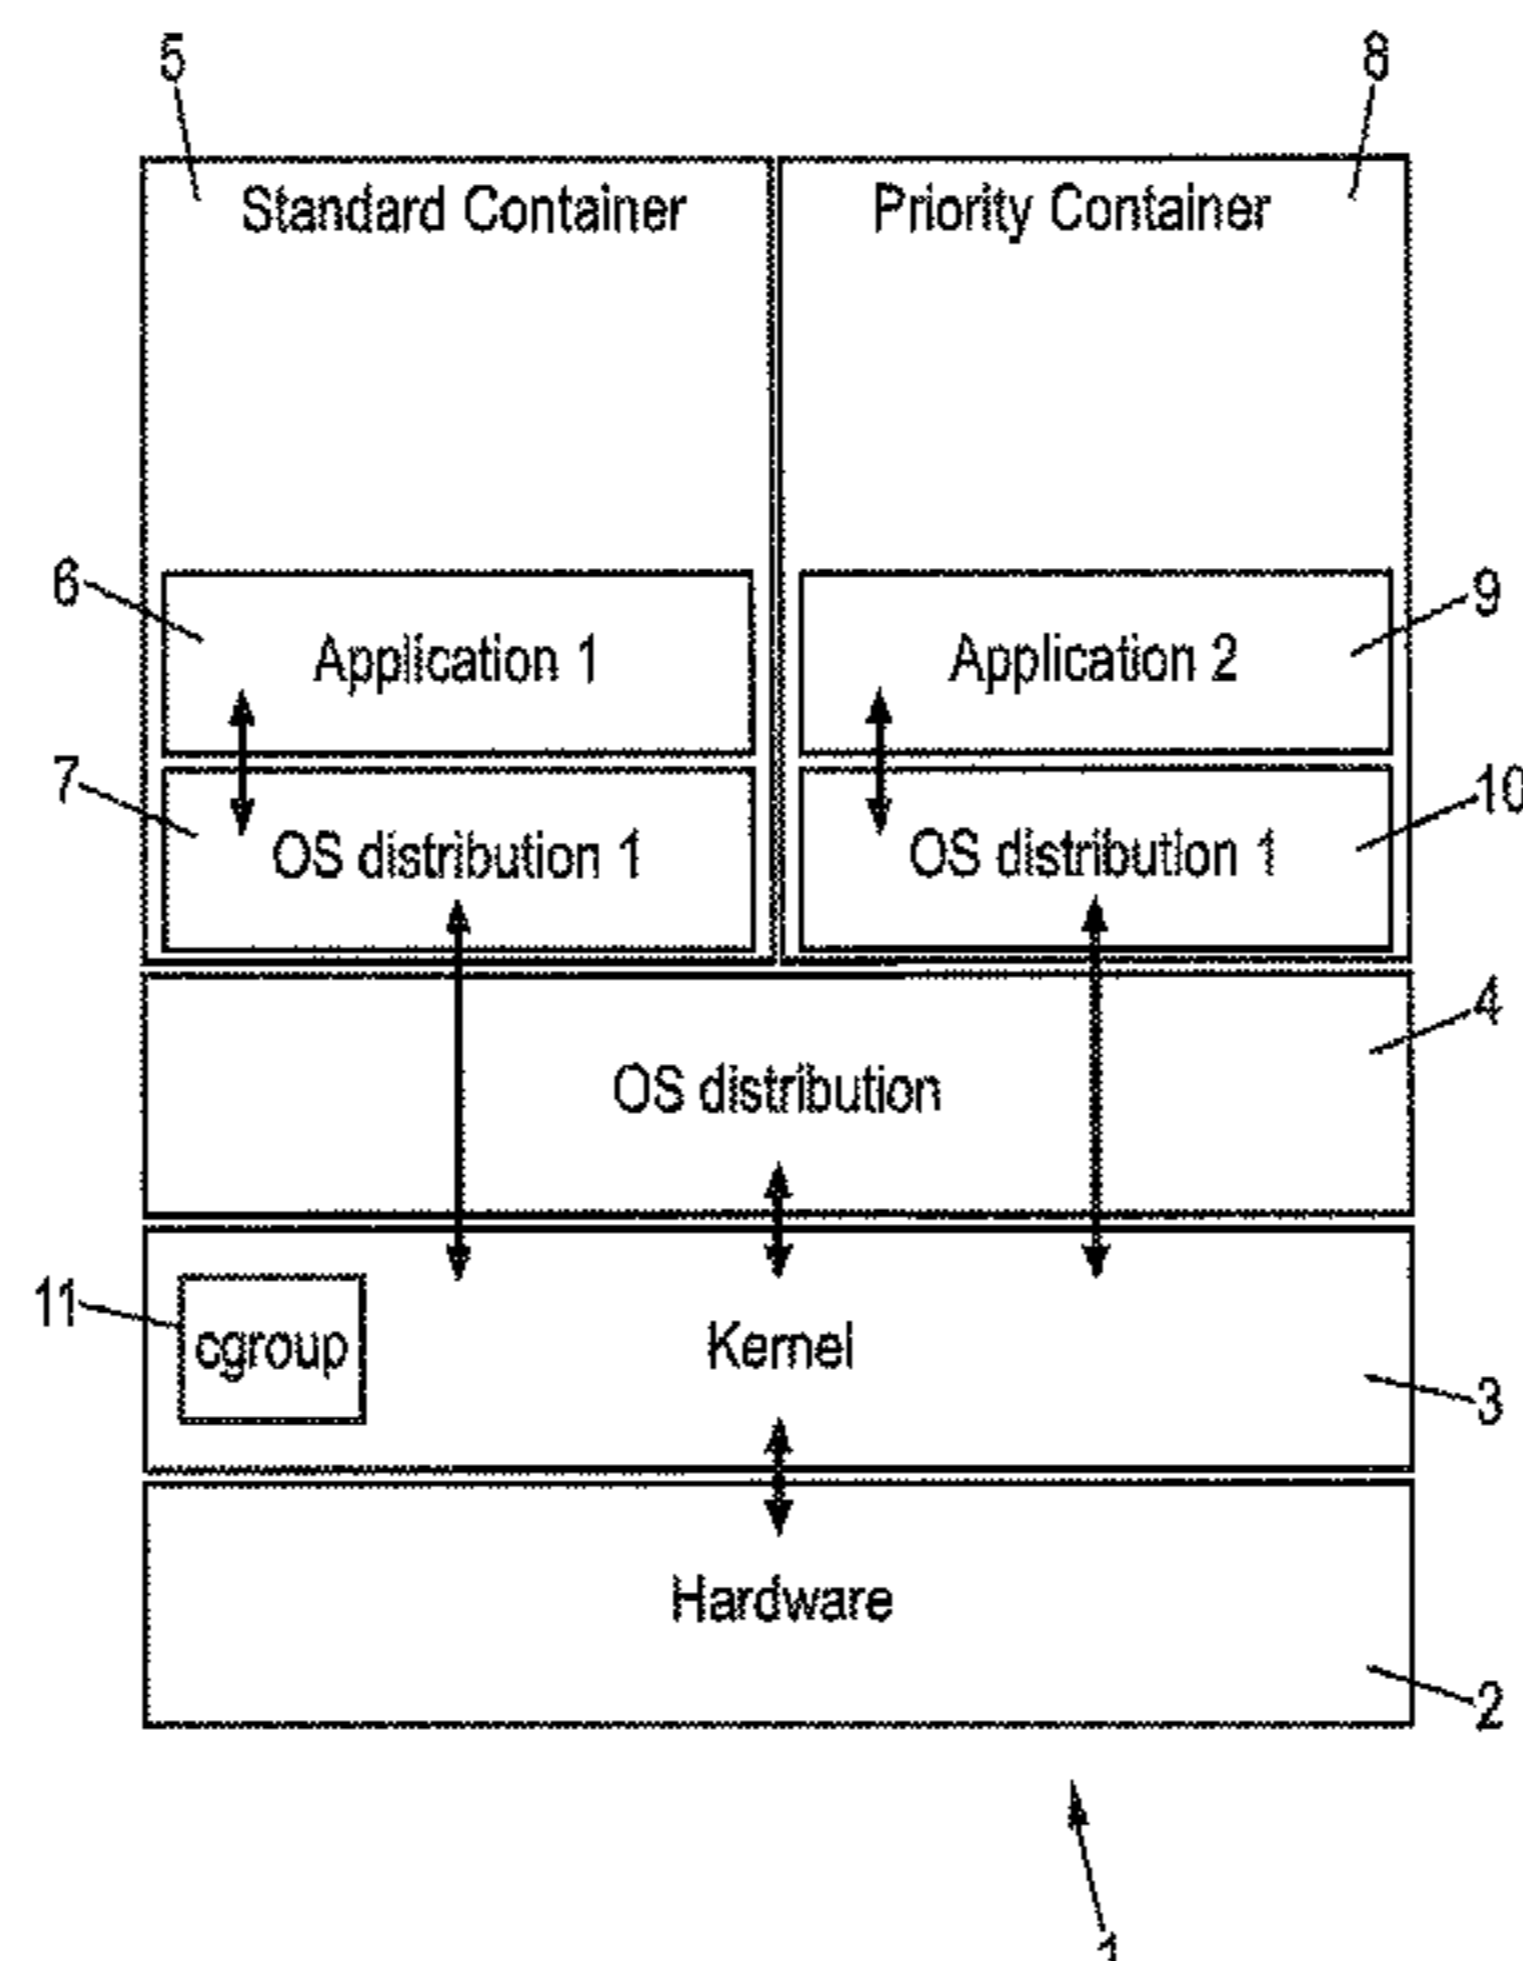 5
8
Standard Container
Priority Container
6
Application 1
Application 2
9
7
OS distribution 1
OS distribution 1
10
OS distribution
4
11
cgroup
Kernel
3
Hardware
2
1